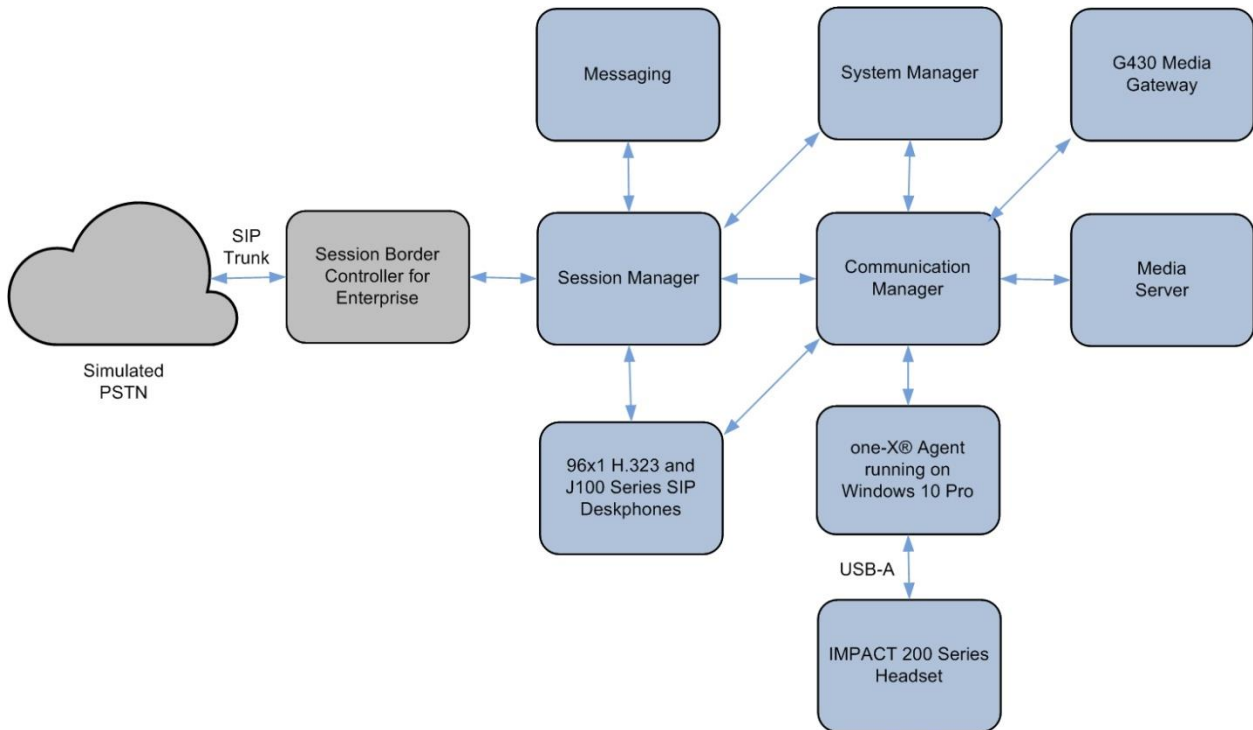 Messaging
System Manager
G430 Media
Gateway
SIP
Trunk
Session Border
Controller for
Enterprise
Session Manager
Communication
Manager
Media
Server
Simulated
PSTN
96x1 H.323 and
J100 Series SIP
Deskphones
one-X® Agent
running on
Windows 10 Pro
USB-A
IMPACT 200 Series
Headset